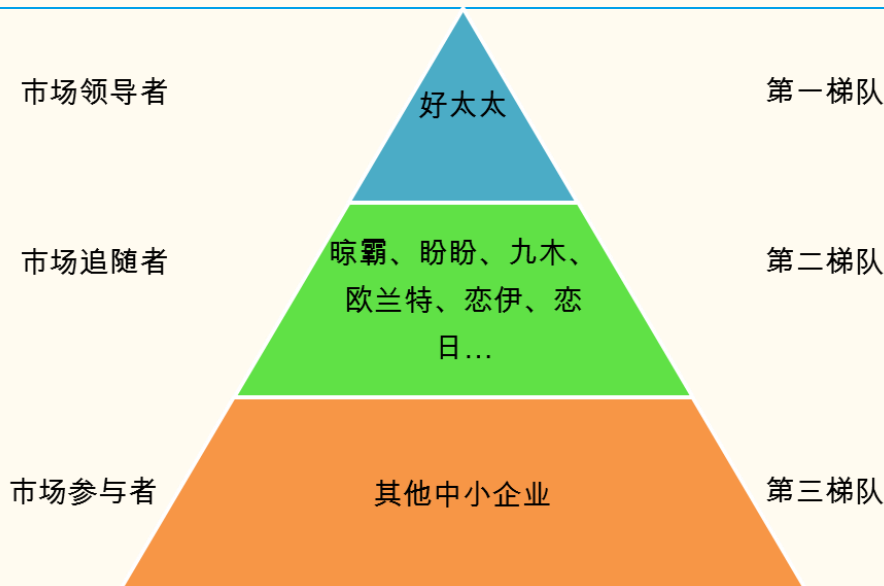 市场领导者
好太太
第一梯队
市场追随者
晾霸、盼盼、九木、
欧兰特、恋伊、恋
日...
第二梯队
市场参与者
其他中小企业
第三梯队